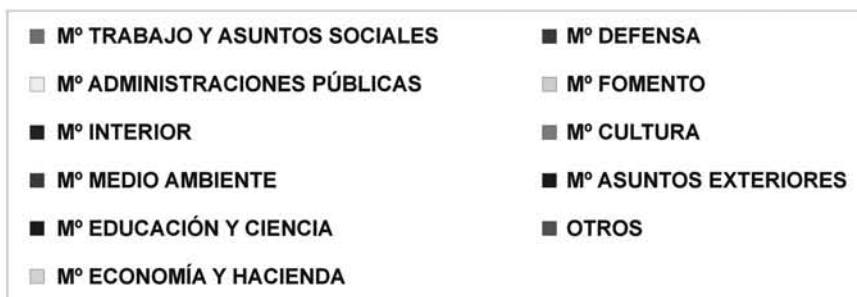 Mº TRABAJO Y ASUNTOS SOCIALES
Mº ADMINISTRACIONES PÚBLICAS
Mº INTERIOR
Mº MEDIO AMBIENTE
Mº EDUCACIÓN Y CIENCIA
Mº ECONOMÍA Y HACIENDA
Mº DEFENSA
Mº FOMENTO
Mº CULTURA
Mº ASUNTOS EXTERIORES
OTROS